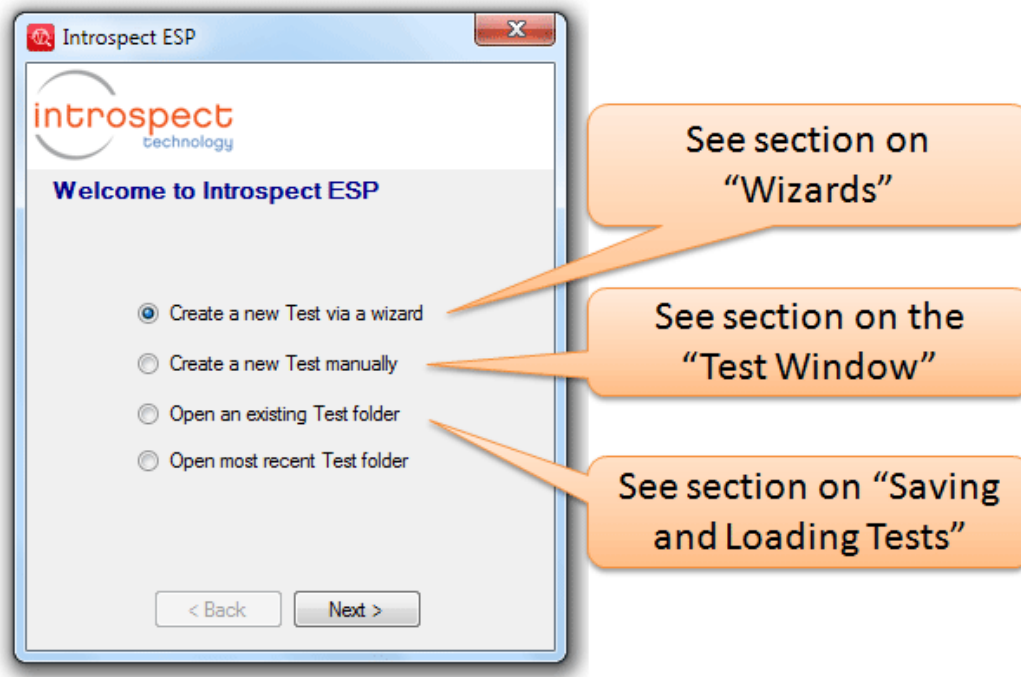 Introspect ESP
introspect
technology
Welcome to Introspect ESP
Create a new Test via a wizard
Create a new Test manually
Open an existing Test folder
Open most recent Test folder
< Back
Next >
See section on
“Wizards”
See section on the
“Test Window”
See section on “Saving
and Loading Tests”